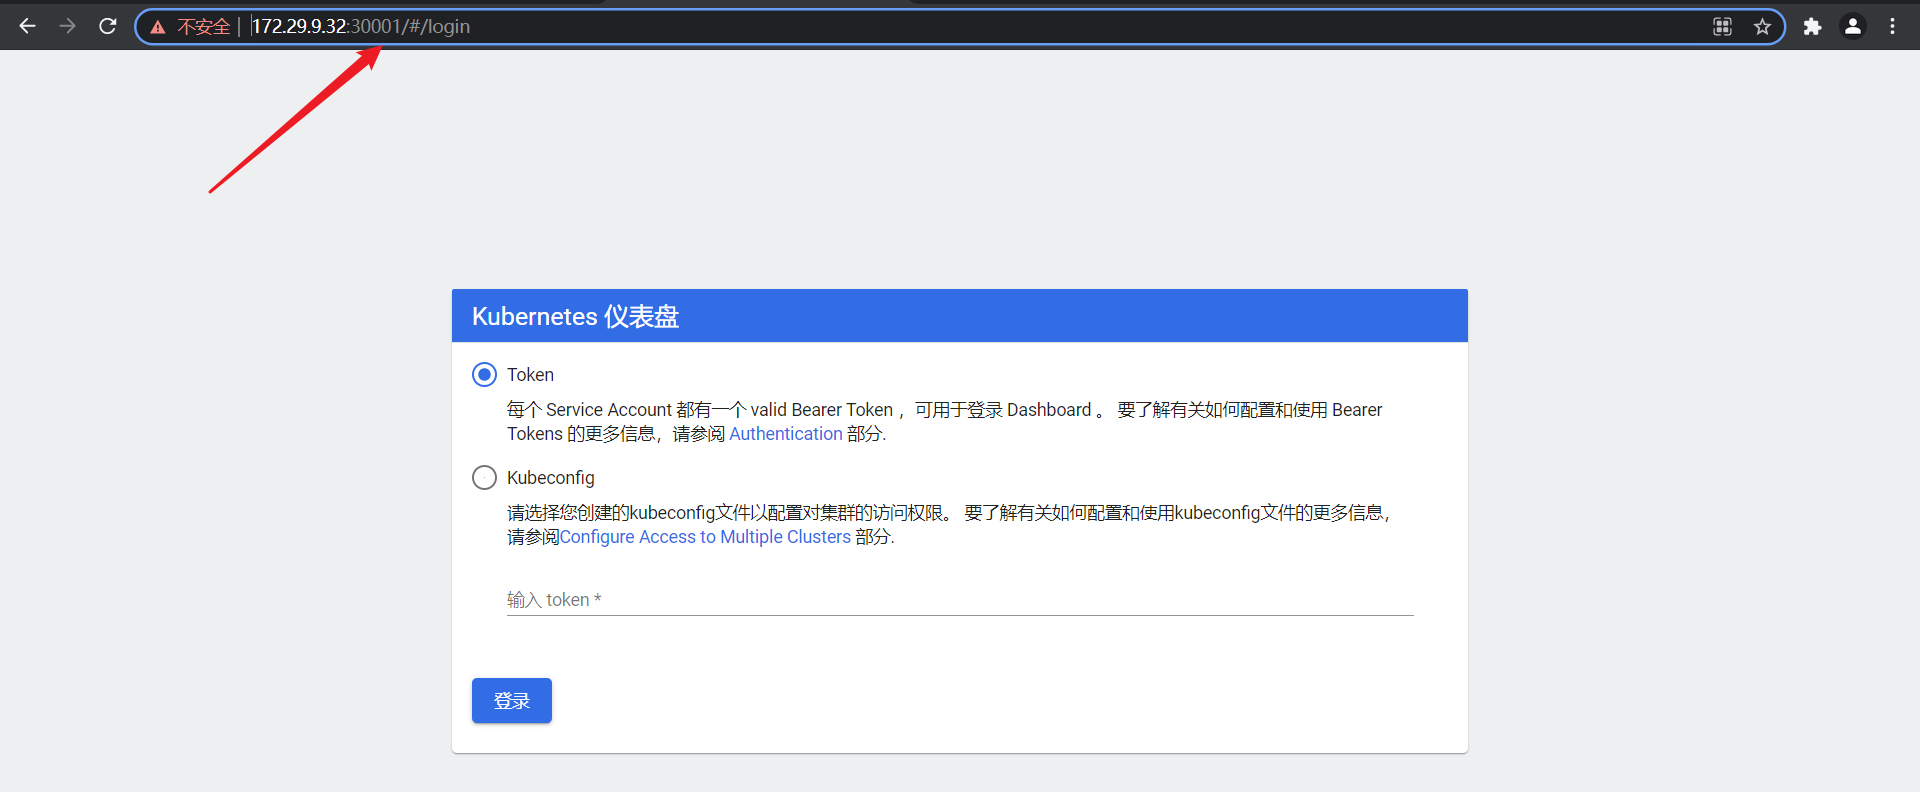 不安全 | 172.29.9.32:30001/#/login
Kubernetes 仪表盘
Token
每个 Service Account 都有一个 valid Bearer Token ，可用于登录 Dashboard 。 要了解有关如何配置和使用 Bearer
Tokens 的更多信息，请参阅 Authentication 部分.
Kubeconfig
请选择您创建的kubeconfig文件以配置对集群的访问权限。 要了解有关如何配置和使用kubeconfig文件的更多信息，
请参阅Configure Access to Multiple Clusters 部分.
输入 token *
登录